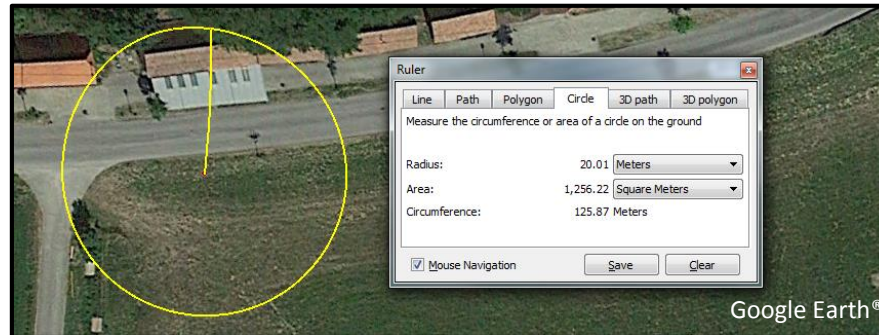 Ruler
Line Path Polygon Circle 3D path 3D polygon
Measure the circumference or area of a circle on the ground
Radius: 20.01 Meters
Area: 1,256.22 Square Meters
Circumference: 125.87 Meters
Mouse Navigation Save Clear
Google Earth®